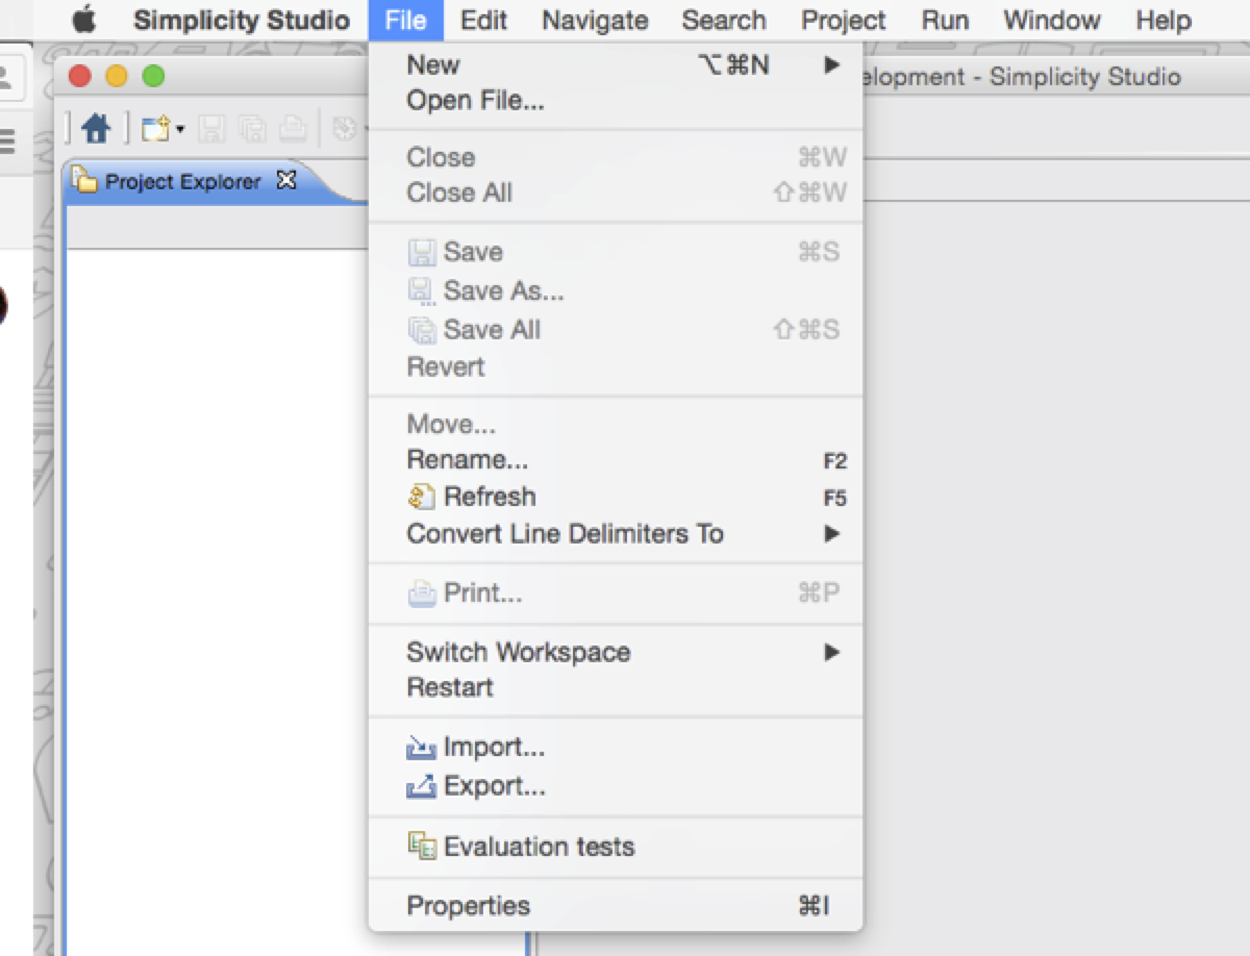 Simplicity Studio File Edit Navigate Search Project Run Window Help
elopment - Simplicity Studio
Project Explorer
New ⌥⌘N
Open File...
Close ⌘W
Close All ⇧⌘W
Save ⌘S
Save As...
Save All ⇧⌘S
Revert
Move...
Rename... F2
Refresh F5
Convert Line Delimiters To
Print... ⌘P
Switch Workspace
Restart
Import...
Export...
Evaluation tests
Properties ⌘I